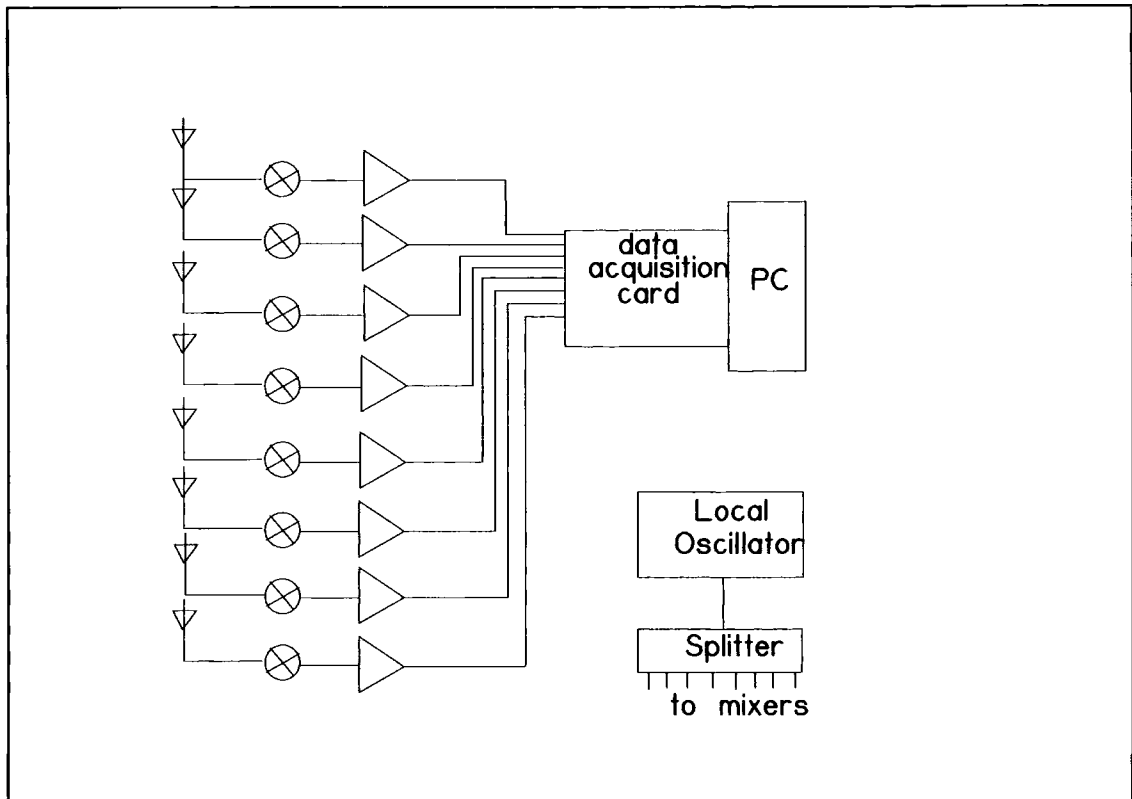 data
acquisition
card
PC
Local
Oscillator
Splitter
to mixers